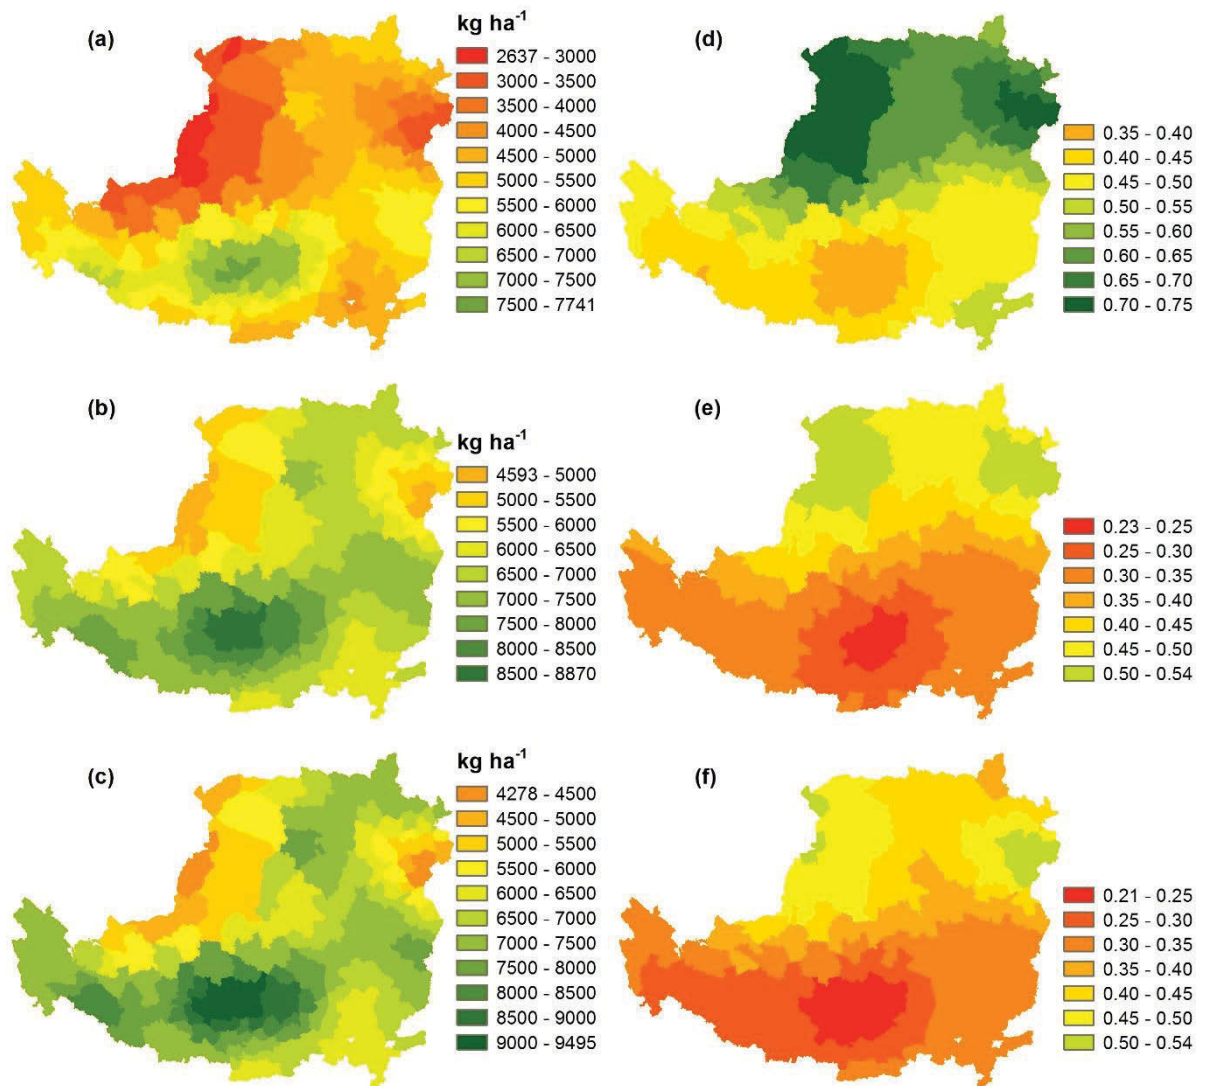 (a)
kg ha⁻¹
2637 - 3000
3000 - 3500
3500 - 4000
4000 - 4500
4500 - 5000
5000 - 5500
5500 - 6000
6000 - 6500
6500 - 7000
7000 - 7500
7500 - 7741
(d)
0.35 - 0.40
0.40 - 0.45
0.45 - 0.50
0.50 - 0.55
0.55 - 0.60
0.60 - 0.65
0.65 - 0.70
0.70 - 0.75
(b)
kg ha⁻¹
4593 - 5000
5000 - 5500
5500 - 6000
6000 - 6500
6500 - 7000
7000 - 7500
7500 - 8000
8000 - 8500
8500 - 8870
(e)
0.23 - 0.25
0.25 - 0.30
0.30 - 0.35
0.35 - 0.40
0.40 - 0.45
0.45 - 0.50
0.50 - 0.54
(c)
kg ha⁻¹
4278 - 4500
4500 - 5000
5000 - 5500
5500 - 6000
6000 - 6500
6500 - 7000
7000 - 7500
7500 - 8000
8000 - 8500
8500 - 9000
9000 - 9495
(f)
0.21 - 0.25
0.25 - 0.30
0.30 - 0.35
0.35 - 0.40
0.40 - 0.45
0.45 - 0.50
0.50 - 0.54